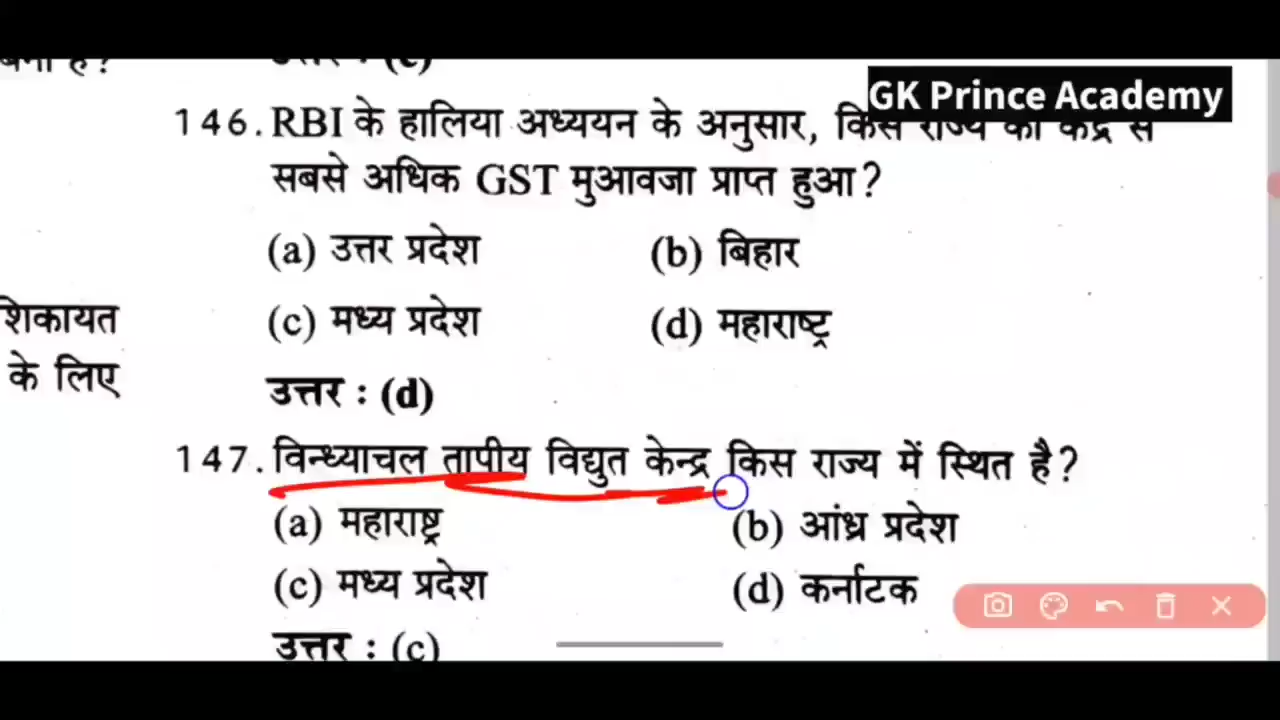 GK Prince Academy
146. RBI के हालिया अध्ययन के अनुसार, किस राज्य को केंद्र से
सबसे अधिक GST मुआवजा प्राप्त हुआ?
(a) उत्तर प्रदेश (b) बिहार
(c) मध्य प्रदेश (d) महाराष्ट्र
शिकायत
के लिए
उत्तर : (d)
147. विन्ध्याचल तापीय विद्युत केन्द्र किस राज्य में स्थित है?
(a) महाराष्ट्र (b) आंध्र प्रदेश
(c) मध्य प्रदेश (d) कर्नाटक
उत्तर : (c)